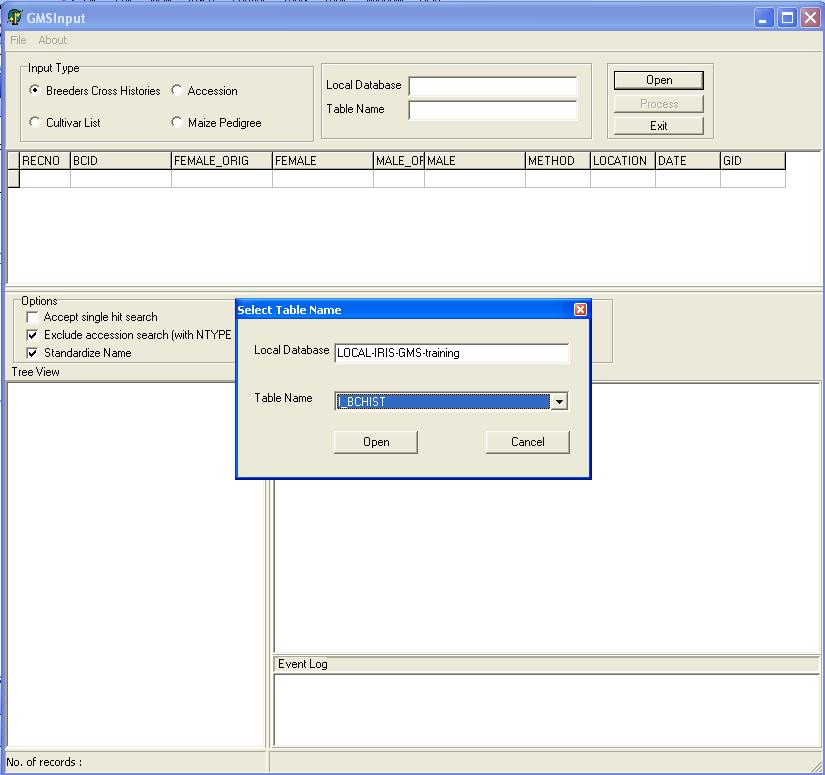 GMSInput
File About
Input Type
Breeders Cross Histories Accession
Cultivar List Maize Pedigree
Local Database
Table Name
Open
Process
Exit
RECNO BCID FEMALE_ORIG FEMALE MALE_OF MALE METHOD LOCATION DATE GID
Options
Accept single hit search
Exclude accession search (with NTYPE
Standardize Name
Tree View
Select Table Name
Local Database LOCAL-IRIS-GMS-training
Table Name I_BCHIST
Open Cancel
Event Log
No. of records :